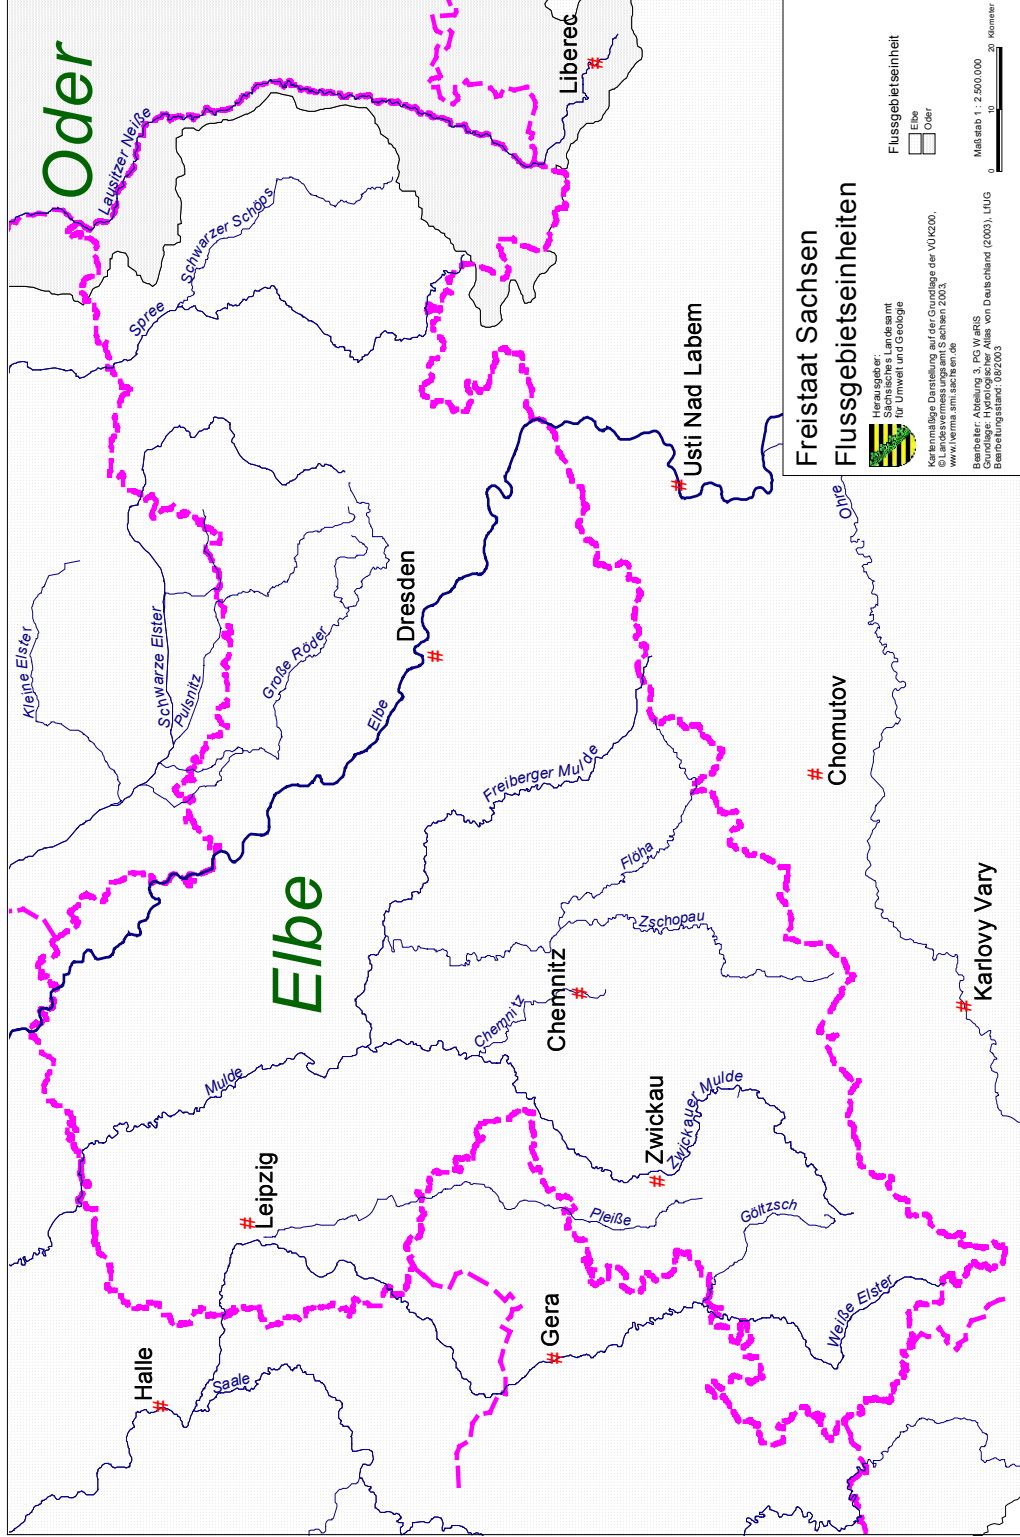 Oder
Elbe
Lausitzer Neiße
Schwarzer Schöps
Spree
Liberec
Kleine Elster
Schwarze Elster
Pulsnitz
Große Röder
Dresden
Elbe
Usti Nad Labem
Ohre
Freiberger Mulde
Flöha
Zschopau
Chomutov
Karlovy Vary
Chemnitz
Chemnitz
Mulde
Zwickau
Zwickauer Mulde
Leipzig
Pleiße
Göltzsch
Halle
Saale
Gera
Weiße Elster
Freistaat Sachsen
Flussgebietseinheiten
Herausgeber:
Sächsisches Landesamt
für Umwelt und Geologie
Kartenmäßige Darstellung auf der Grundlage der VÜK200,
© Landesvermessungsamt Sachsen 2003,
www.lverma.smi.sachsen.de
Bearbeiter: Abteilung 3, PG WaRIS
Grundlage: Hydrologischer Atlas von Deutschland (2003), LfUG
Bearbeitungsstand: 08/2003
Flussgebietseinheit
Elbe
Oder
Maßstab 1 : 2.500.000
0 10 20 Kilometer